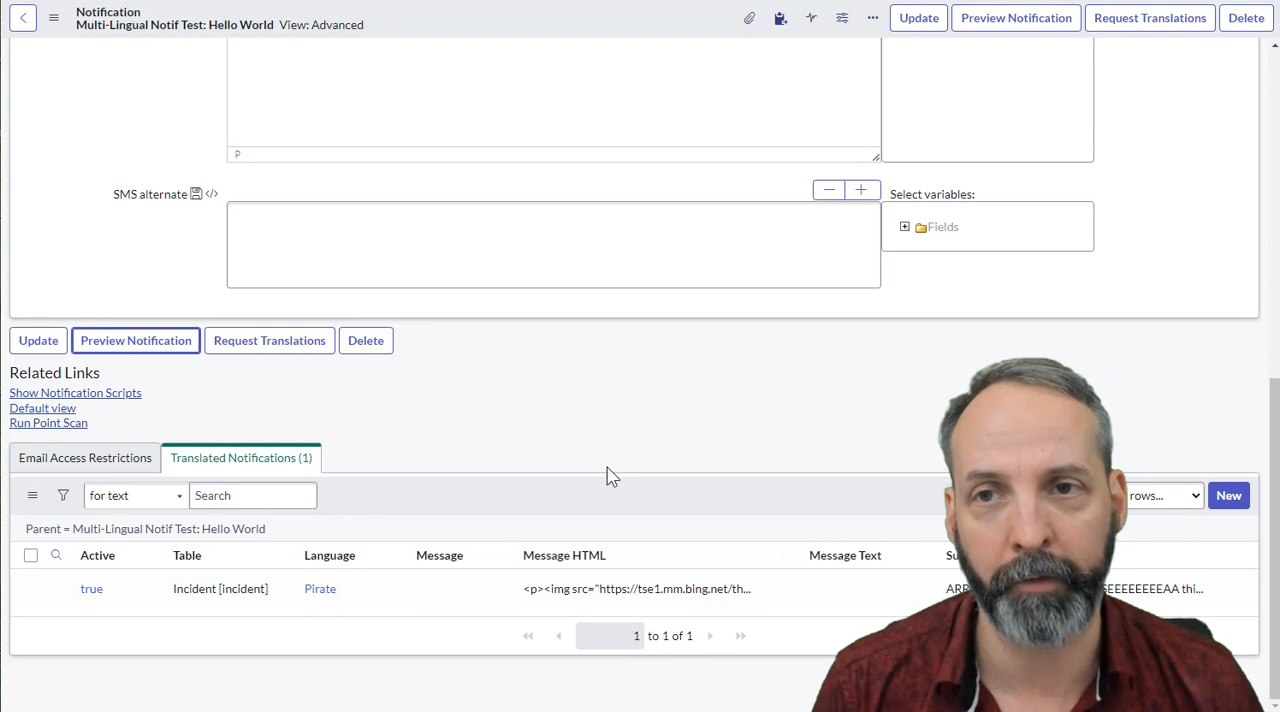 Notification
Multi-Lingual Notif Test: Hello World View: Advanced
Update Preview Notification Request Translations Delete
P
SMS alternate
Select variables:
Fields
Update Preview Notification Request Translations Delete
Related Links
Show Notification Scripts
Default view
Run Point Scan
Email Access Restrictions Translated Notifications (1)
for text Search rows... New
Parent = Multi-Lingual Notif Test: Hello World
Active Table Language Message Message HTML Message Text
true Incident [incident] Pirate <p><img src="https://tse1.mm.bing.net/th... thi...
1 to 1 of 1